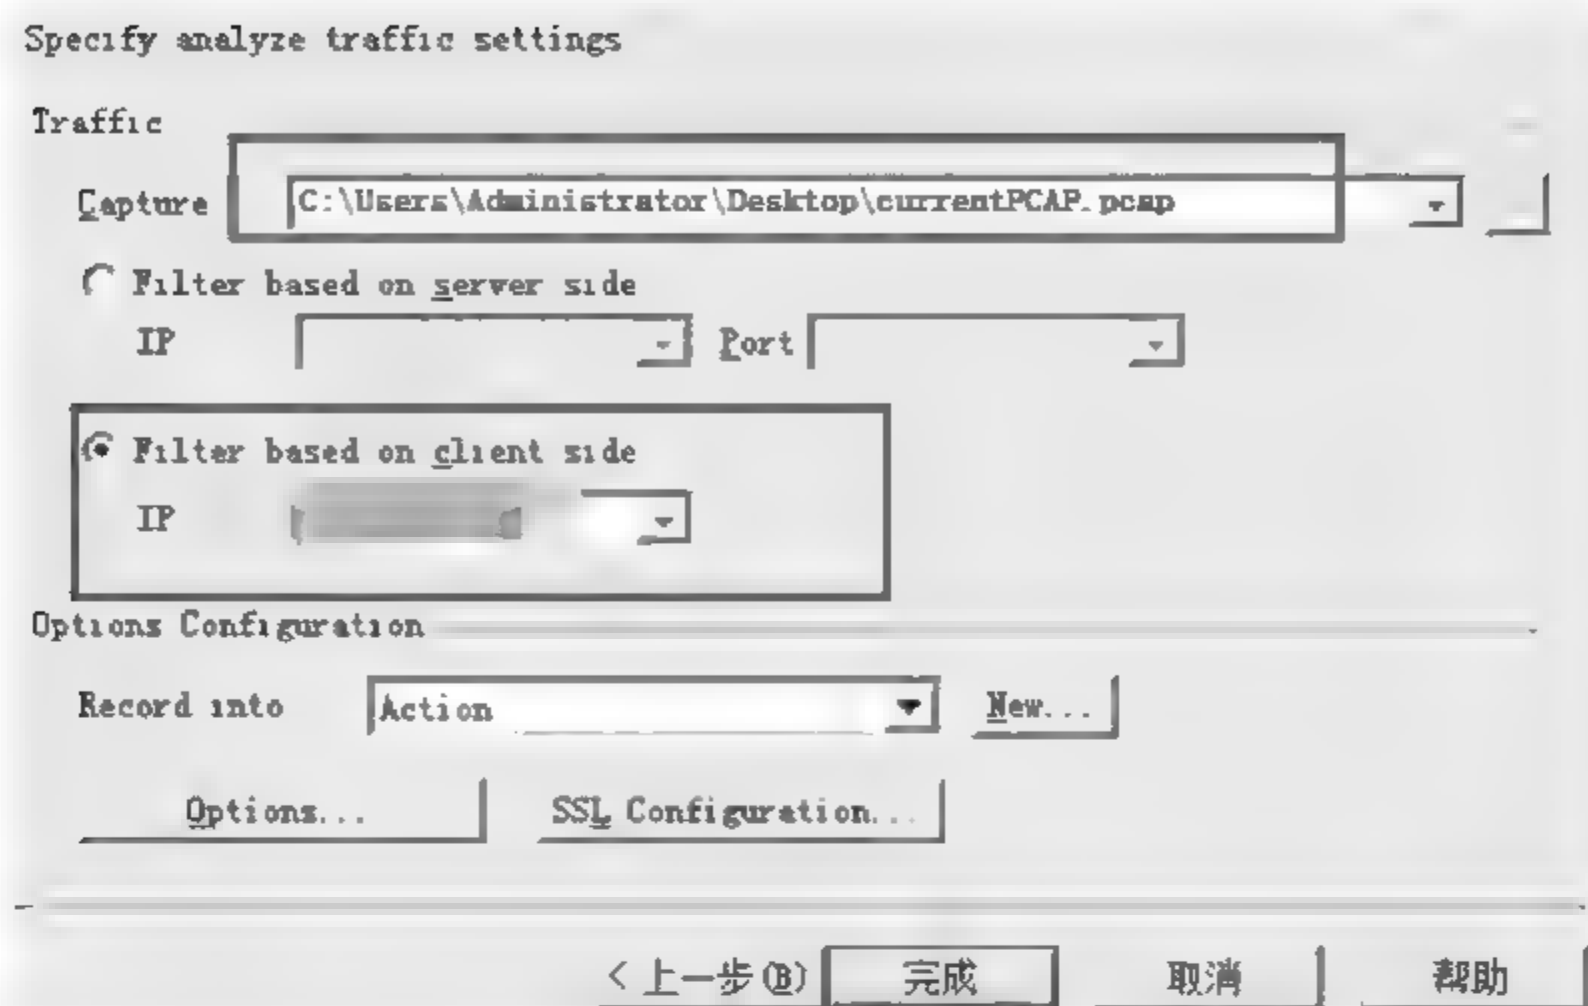 Specify analyze traffic settings
Traffic
Capture C:\Users\Administrator\Desktop\currentPCAP.pcap
Filter based on server side
IP Port
Filter based on client side
IP
Options Configuration
Record into Action New...
Options... SSL Configuration...
< 上一步(B) 完成 取消 帮助